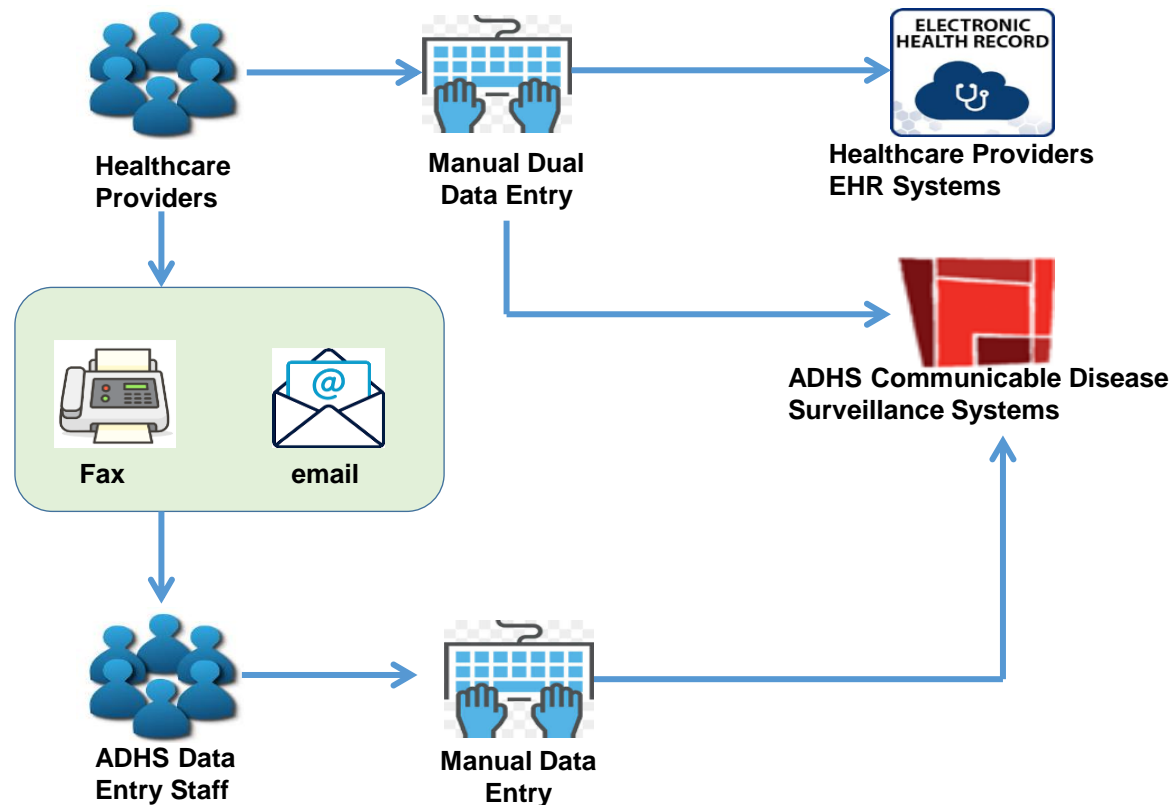 ELECTRONIC
HEALTH RECORD
Healthcare
Providers
Manual Dual
Data Entry
Healthcare Providers
EHR Systems
ADHS Communicable Disease
Surveillance Systems
@
Fax
email
ADHS Data
Entry Staff
Manual Data
Entry